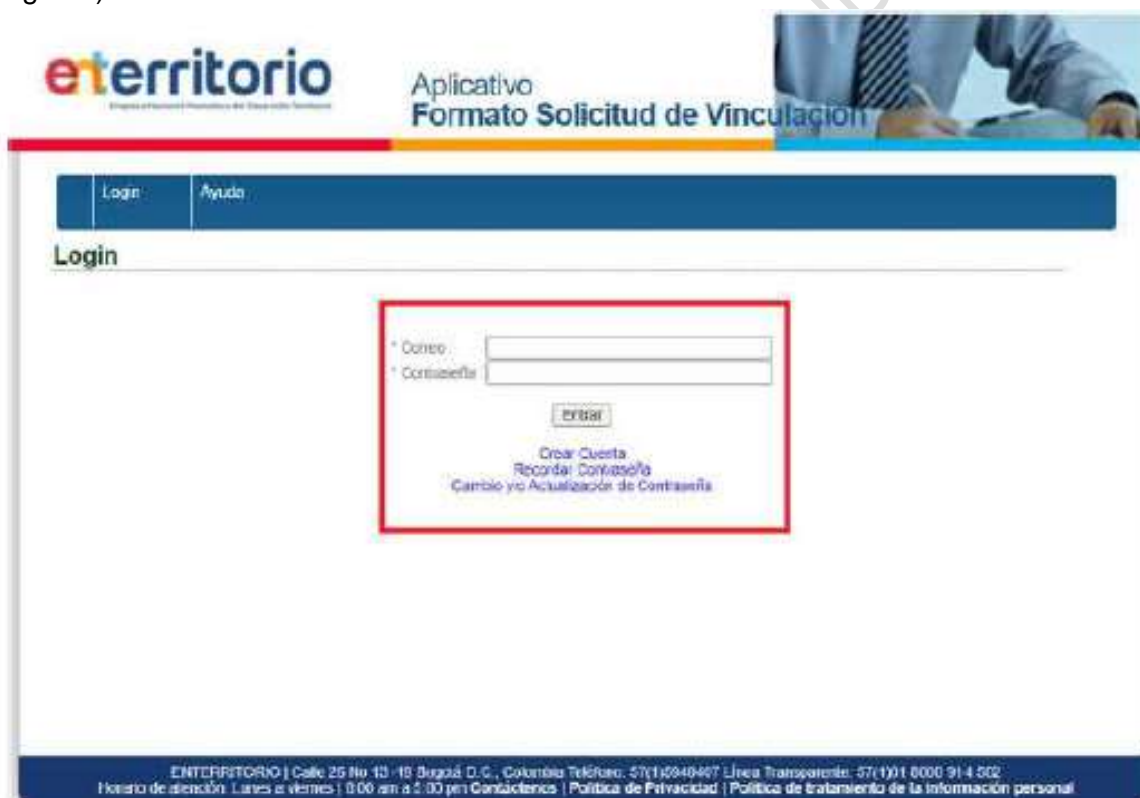 enterritorio
Aplicativo
Formato Solicitud de Vinculación
Login Ayuda
Login
* Correo
* Contraseña
Entrar
Crear Cuenta
Recordar Contraseña
Cambio y/o Actualización de Contraseña
ENTERRITORIO | Calle 26 No 13 -19 Bogotá D.C., Colombia Teléfono: 57(1)5940407 Línea Transparente: 57(1)01 8000 914 502
Horario de atención: Lunes a viernes | 8:00 am a 5:00 pm Contáctenos | Política de Privacidad | Política de tratamiento de la información personal